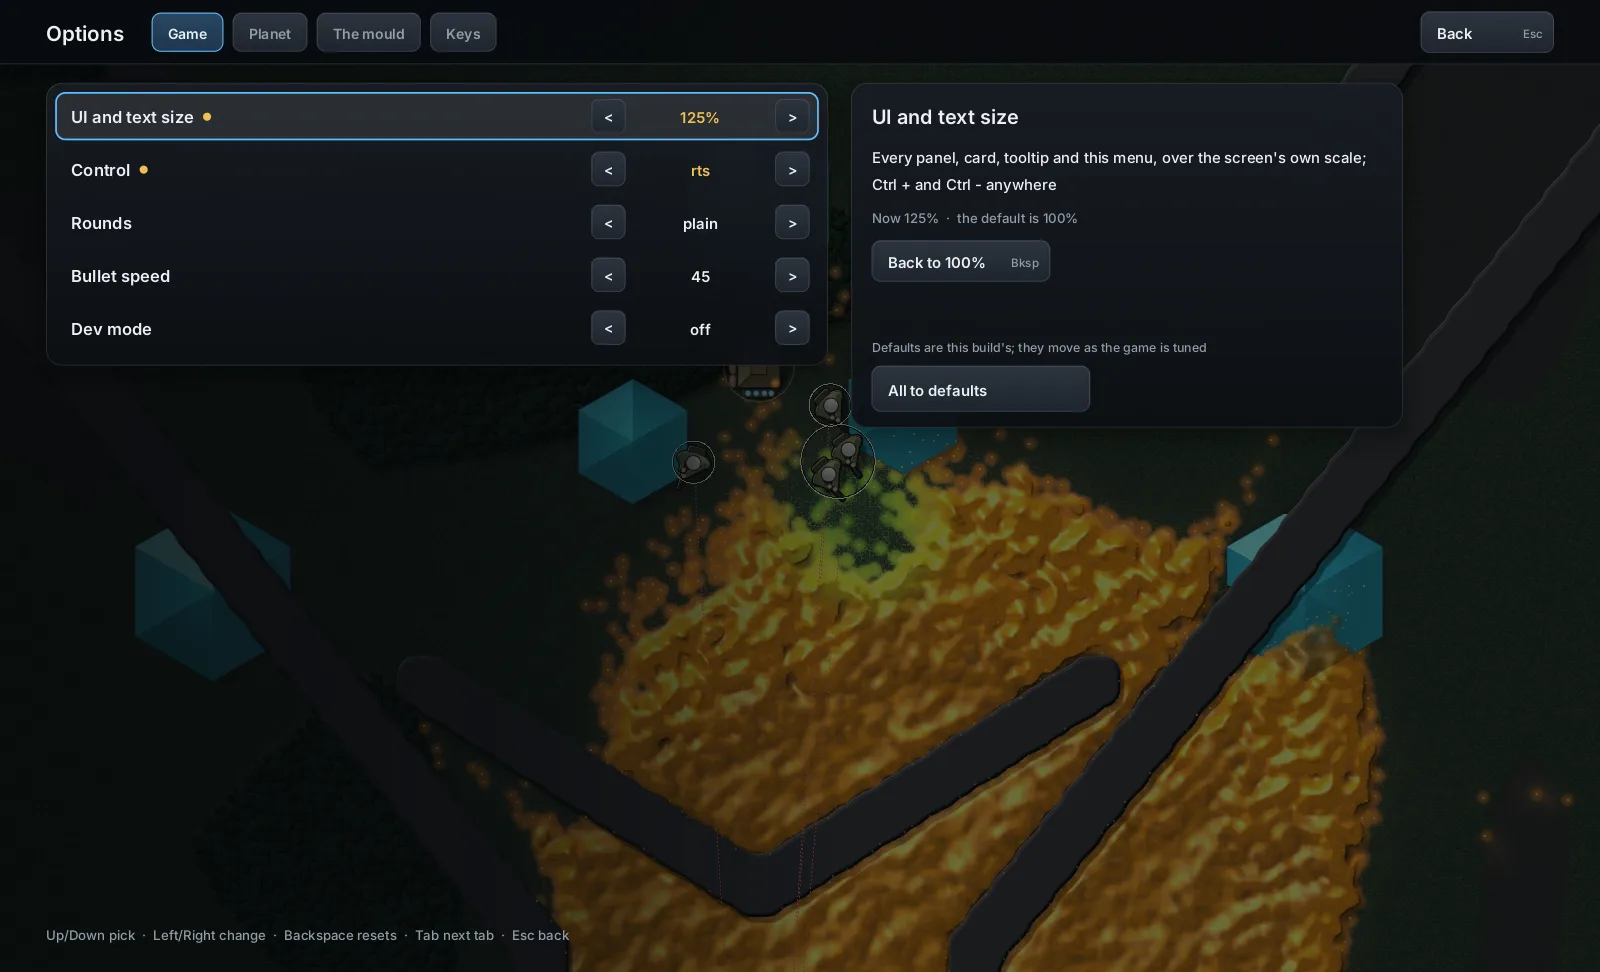 Options
Game
Planet
The mould
Keys
Back
Esc
UI and text size
<
125%
>
Control
<
rts
>
Rounds
<
plain
>
Bullet speed
<
45
>
Dev mode
<
off
>
UI and text size
Every panel, card, tooltip and this menu, over the screen's own scale;
Ctrl + and Ctrl - anywhere
Now 125% · the default is 100%
Back to 100%
Bksp
Defaults are this build's; they move as the game is tuned
All to defaults
Up/Down pick · Left/Right change · Backspace resets · Tab next tab · Esc back